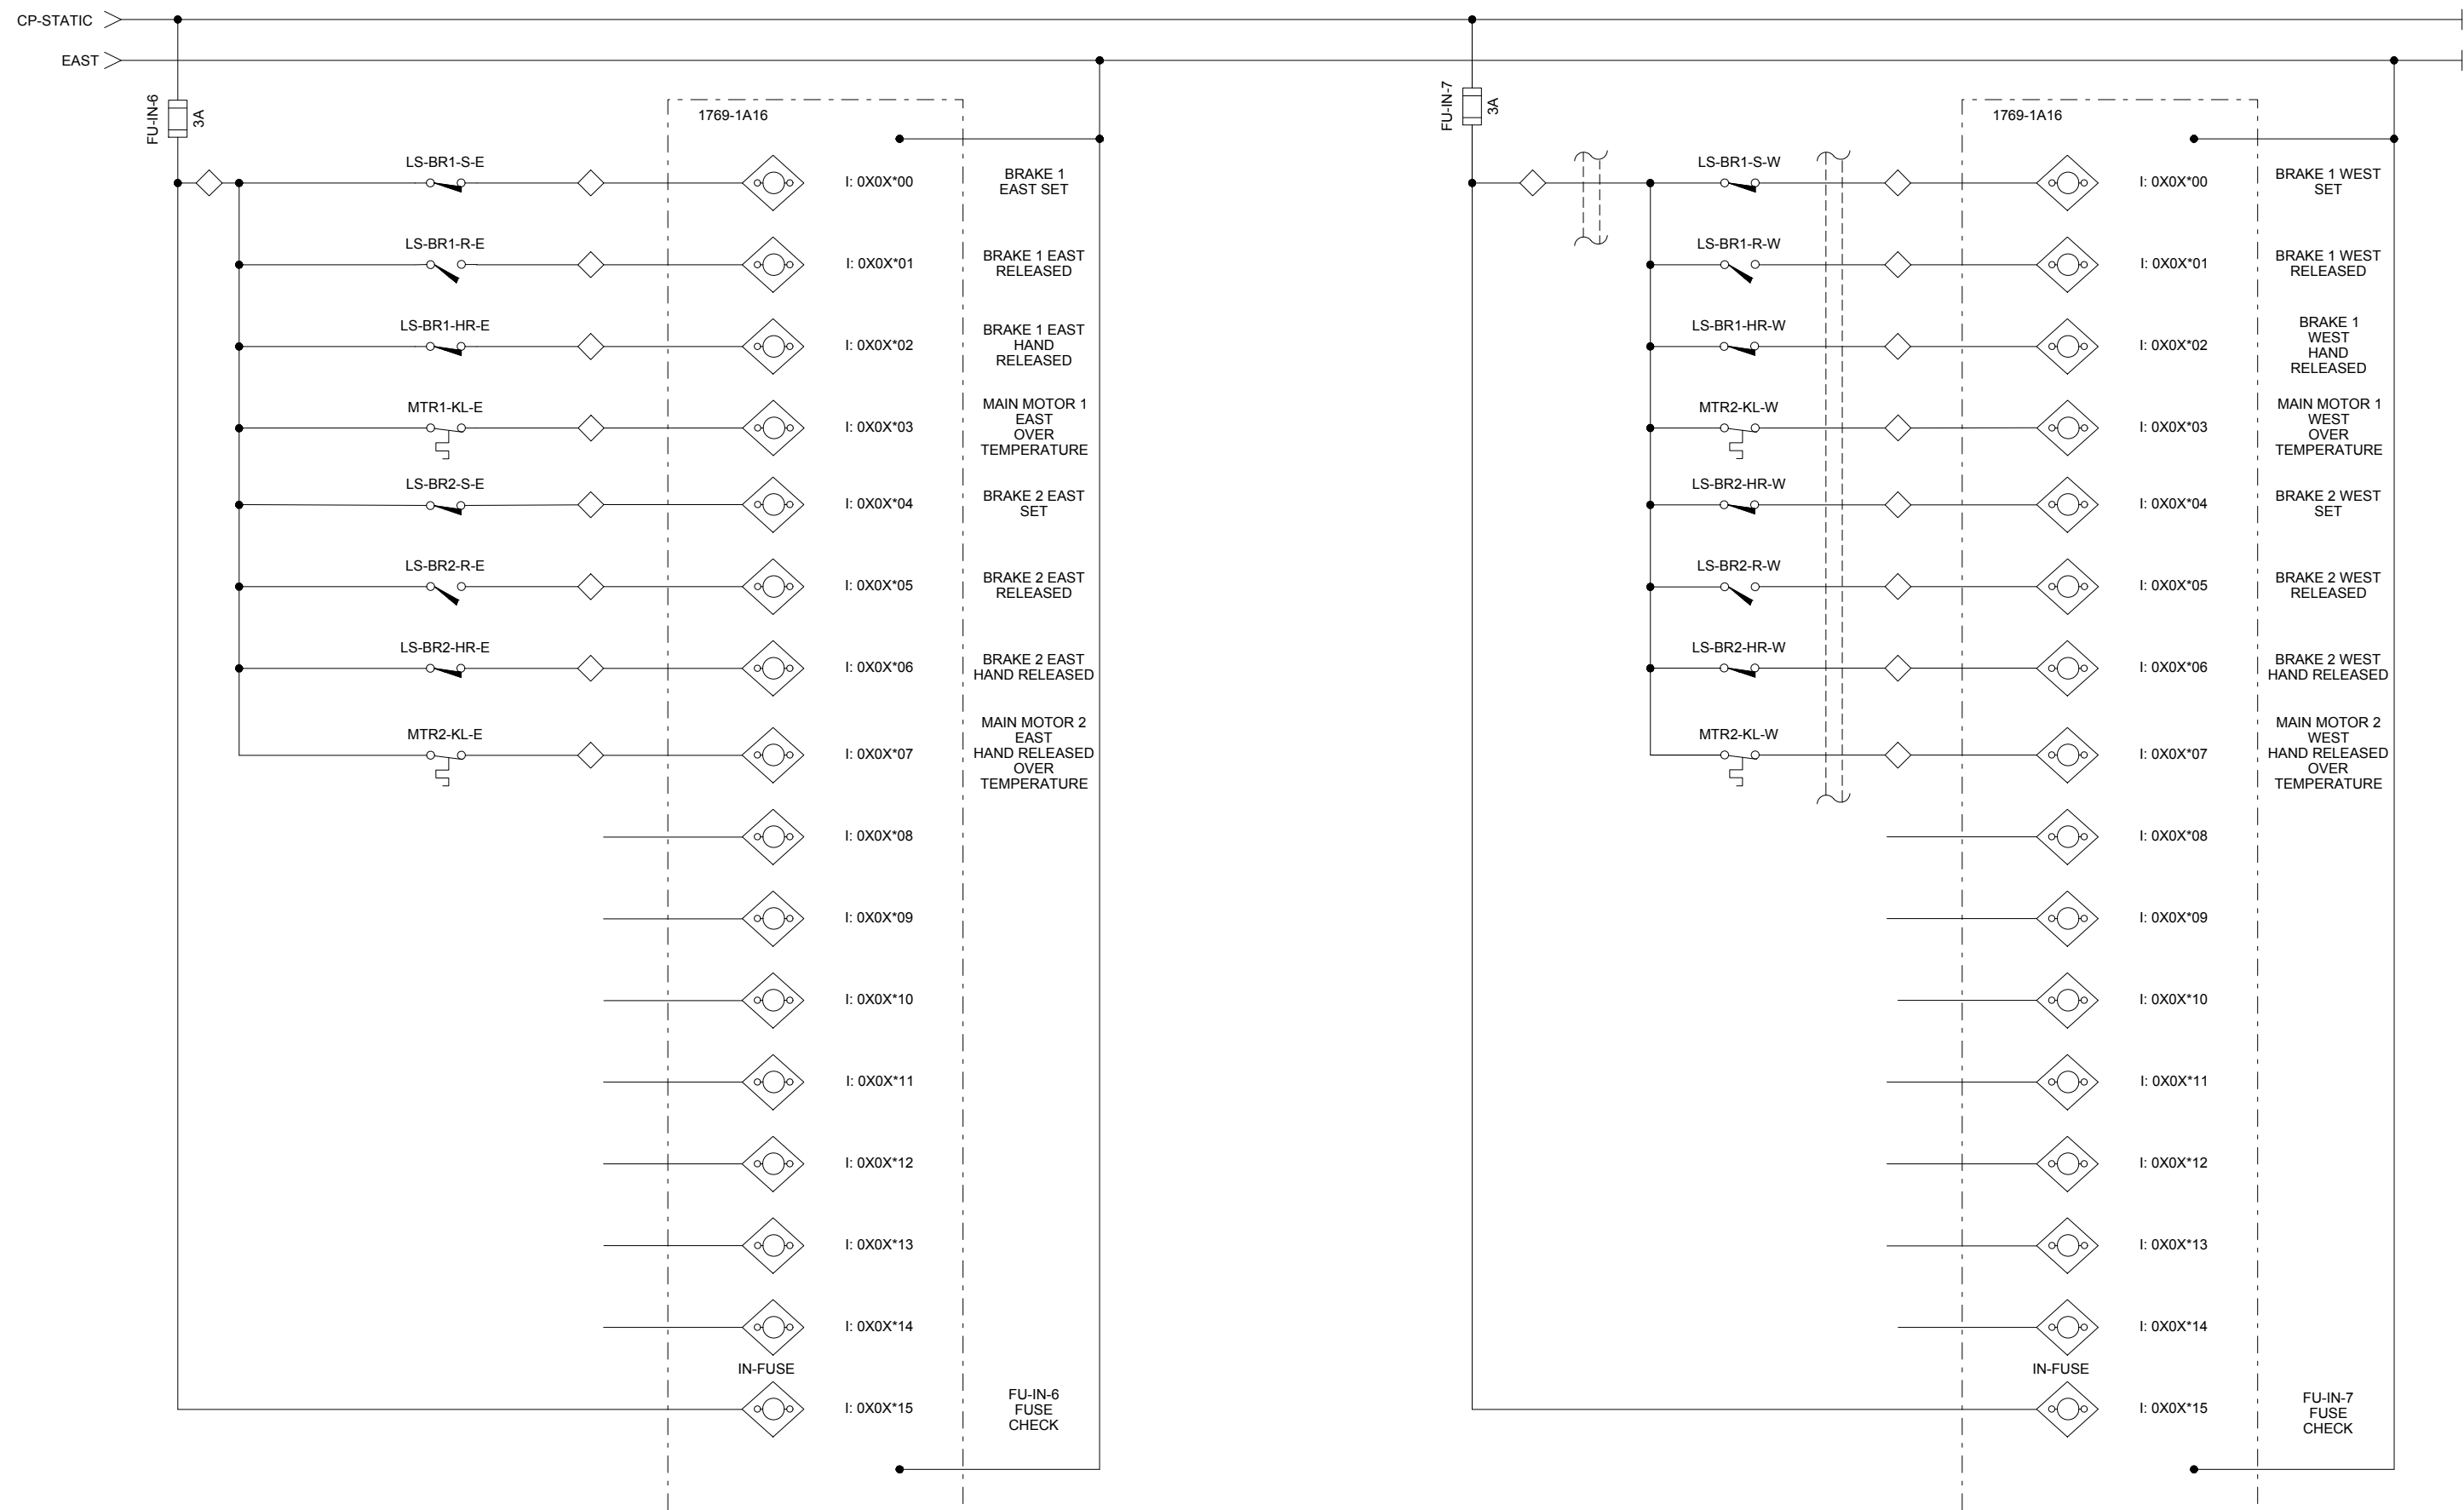 CP-STATIC
EAST
FU-IN-6
3A
1769-1A16
LS-BR1-S-E
I: 0X0X*00
BRAKE 1
EAST SET
LS-BR1-R-E
I: 0X0X*01
BRAKE 1 EAST
RELEASED
LS-BR1-HR-E
I: 0X0X*02
BRAKE 1 EAST
HAND
RELEASED
MTR1-KL-E
I: 0X0X*03
MAIN MOTOR 1
EAST
OVER
TEMPERATURE
LS-BR2-S-E
I: 0X0X*04
BRAKE 2 EAST
SET
LS-BR2-R-E
I: 0X0X*05
BRAKE 2 EAST
RELEASED
LS-BR2-HR-E
I: 0X0X*06
BRAKE 2 EAST
HAND RELEASED
MTR2-KL-E
I: 0X0X*07
MAIN MOTOR 2
EAST
HAND RELEASED
OVER
TEMPERATURE
I: 0X0X*08
I: 0X0X*09
I: 0X0X*10
I: 0X0X*11
I: 0X0X*12
I: 0X0X*13
I: 0X0X*14
IN-FUSE
I: 0X0X*15
FU-IN-6
FUSE
CHECK
FU-IN-7
3A
1769-1A16
LS-BR1-S-W
I: 0X0X*00
BRAKE 1 WEST
SET
LS-BR1-R-W
I: 0X0X*01
BRAKE 1 WEST
RELEASED
LS-BR1-HR-W
I: 0X0X*02
BRAKE 1
WEST
HAND
RELEASED
MTR2-KL-W
I: 0X0X*03
MAIN MOTOR 1
WEST
OVER
TEMPERATURE
LS-BR2-HR-W
I: 0X0X*04
BRAKE 2 WEST
SET
LS-BR2-R-W
I: 0X0X*05
BRAKE 2 WEST
RELEASED
LS-BR2-HR-W
I: 0X0X*06
BRAKE 2 WEST
HAND RELEASED
MTR2-KL-W
I: 0X0X*07
MAIN MOTOR 2
WEST
HAND RELEASED
OVER
TEMPERATURE
I: 0X0X*08
I: 0X0X*09
I: 0X0X*10
I: 0X0X*11
I: 0X0X*12
I: 0X0X*13
I: 0X0X*14
IN-FUSE
I: 0X0X*15
FU-IN-7
FUSE
CHECK